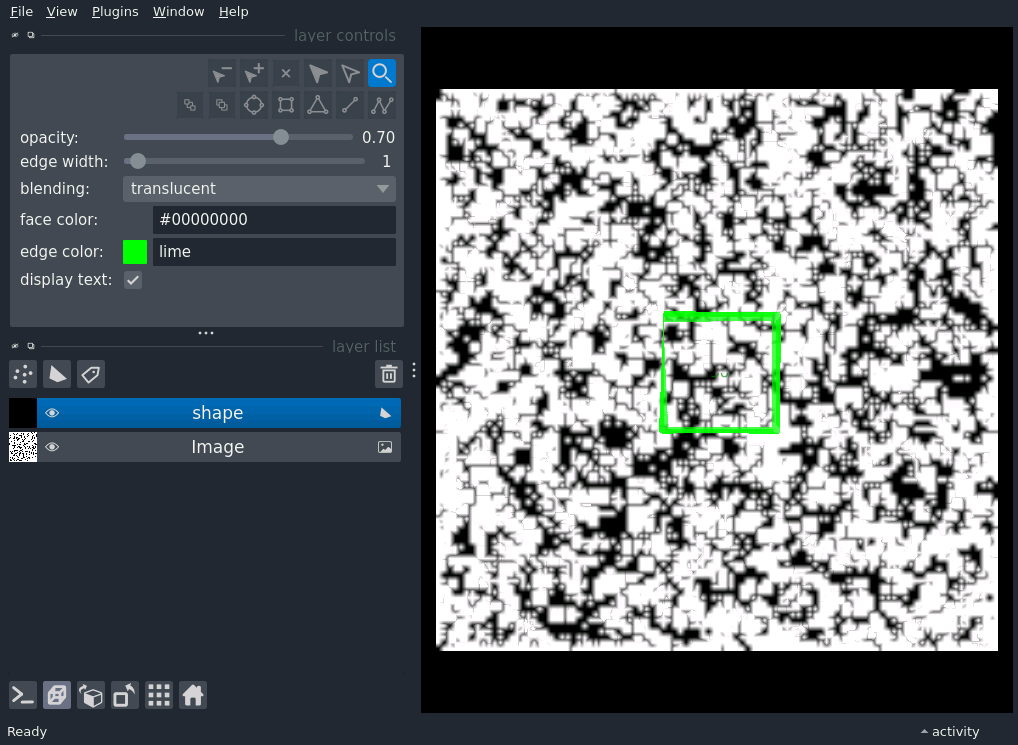 File View Plugins Window Help
layer controls
opacity: 0.70
edge width: 1
blending: translucent
face color: #00000000
edge color: lime
display text:
layer list
shape
Image
Ready
activity